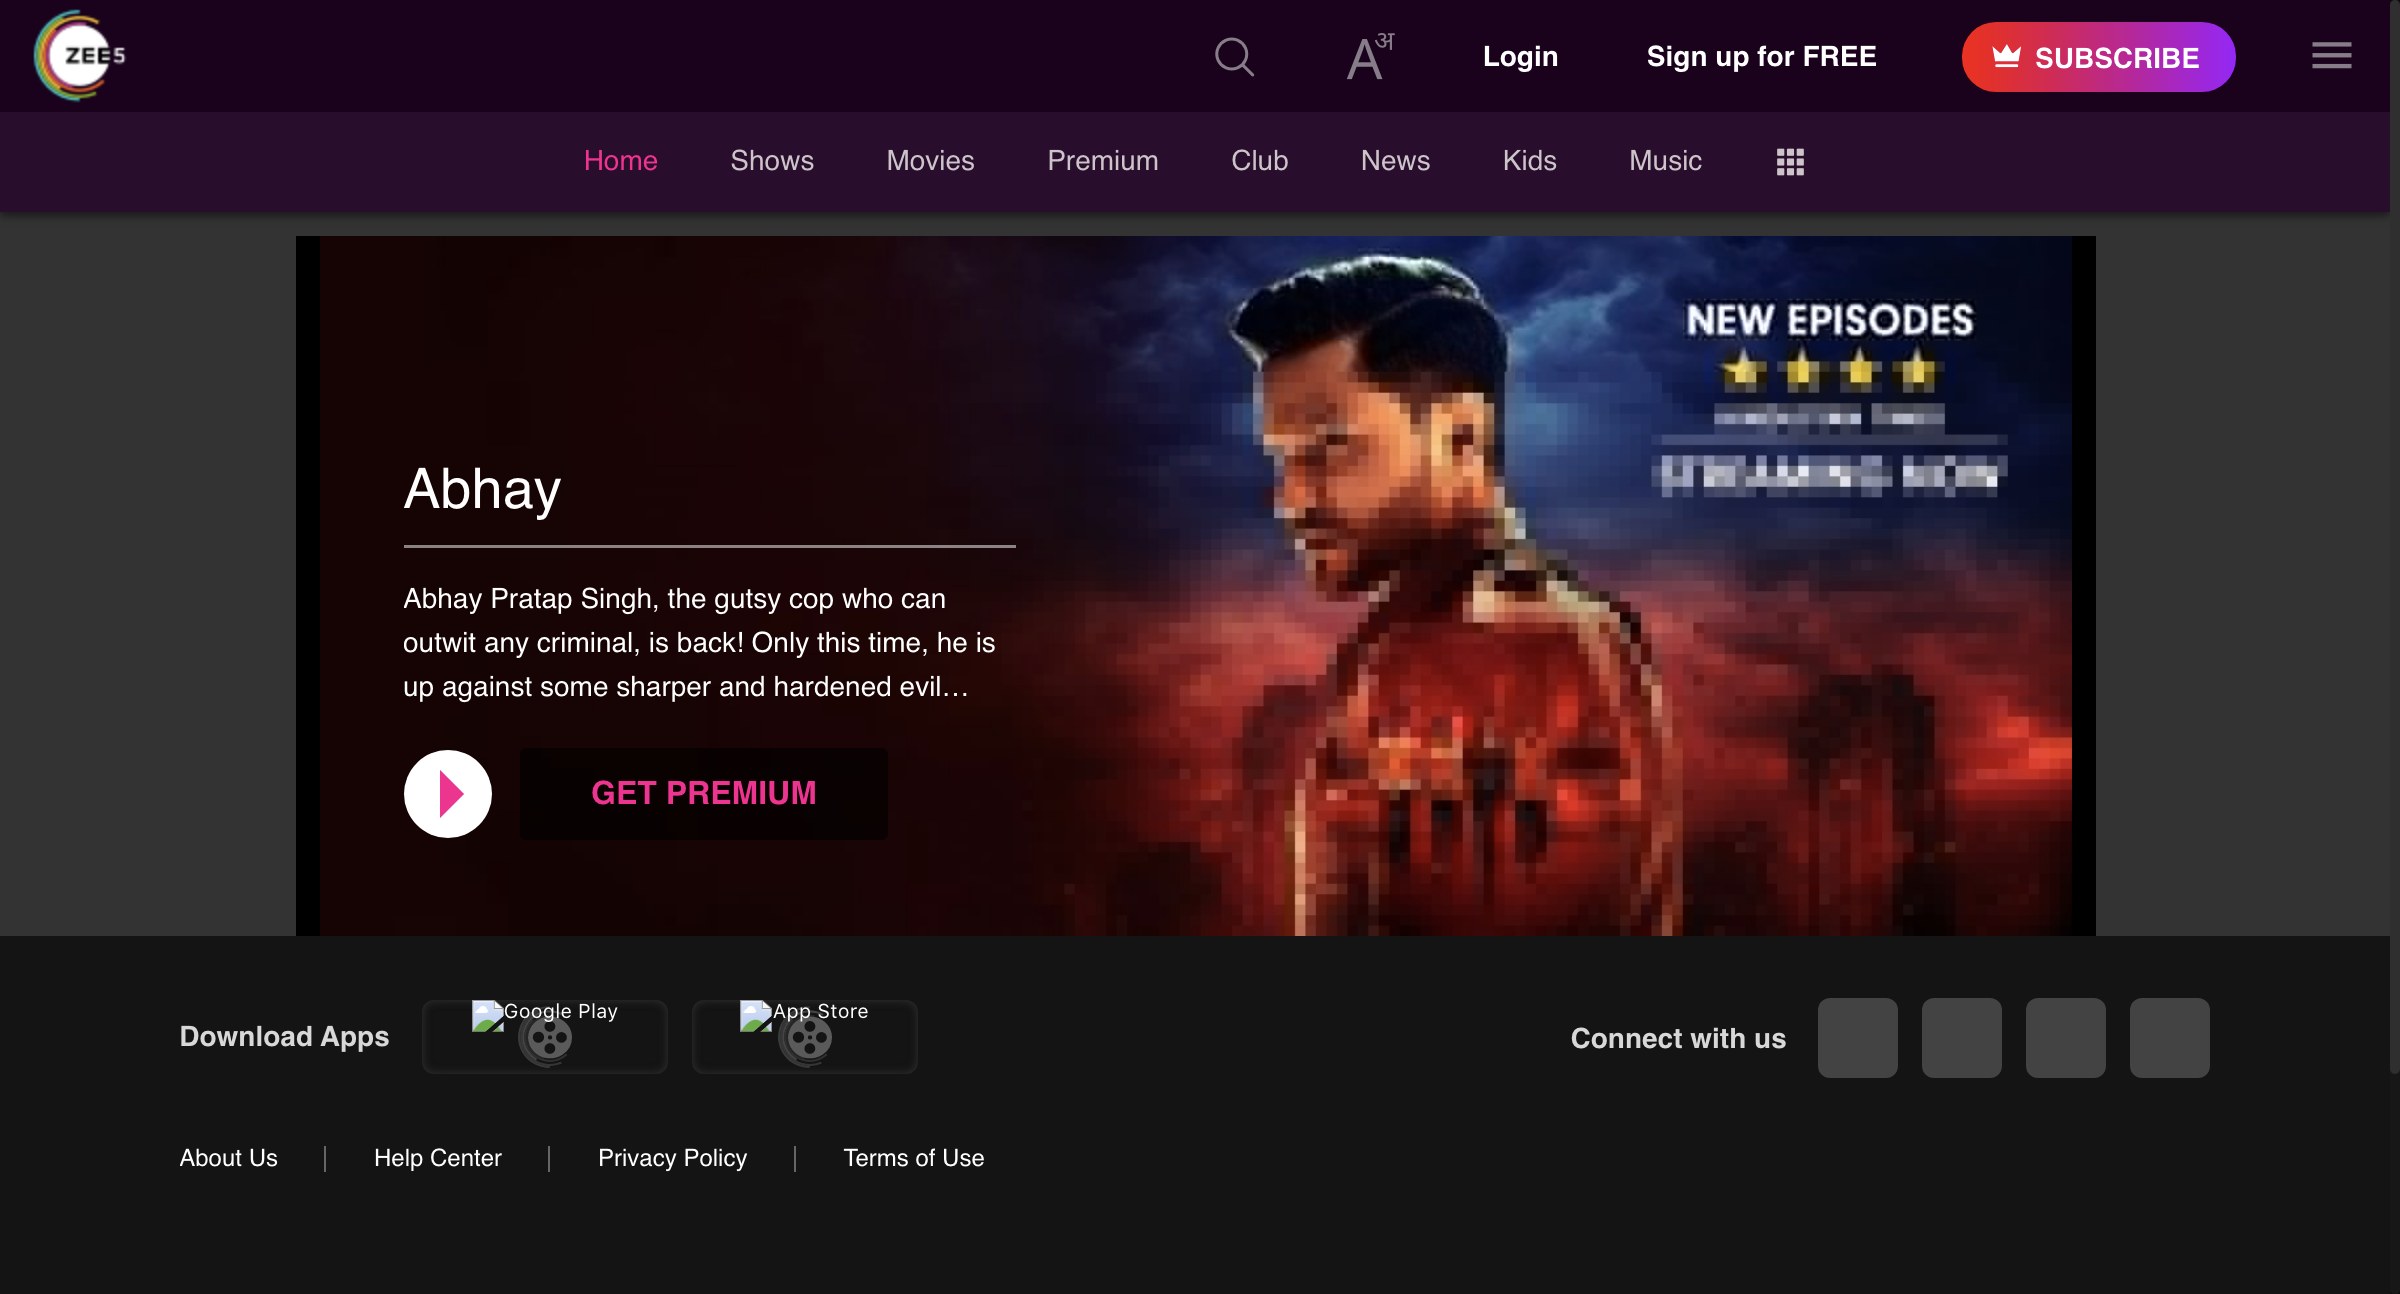 ZEE5
Aअ
Login
Sign up for FREE
SUBSCRIBE
Home
Shows
Movies
Premium
Club
News
Kids
Music
NEW EPISODES
STREAMING NOW
Abhay
Abhay Pratap Singh, the gutsy cop who can
outwit any criminal, is back! Only this time, he is
up against some sharper and hardened evil…
GET PREMIUM
Download Apps
Google Play
App Store
Connect with us
About Us
Help Center
Privacy Policy
Terms of Use